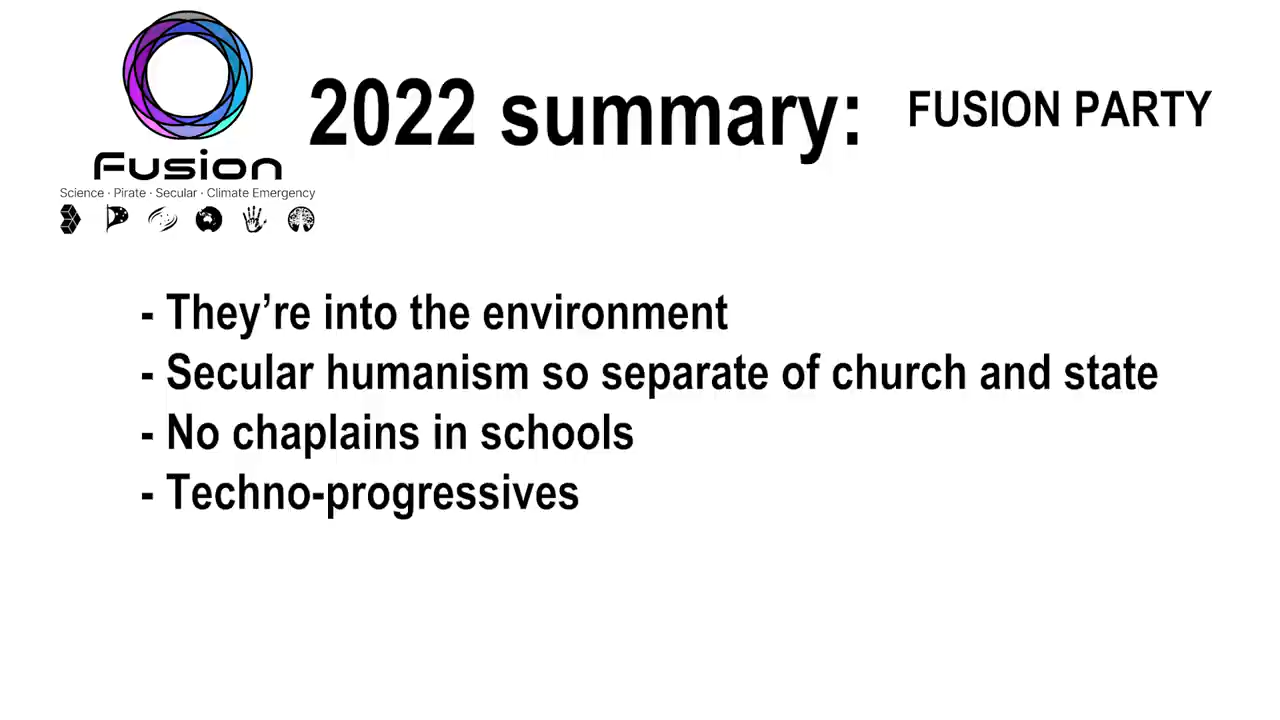 2022 summary:
FUSION PARTY
Fusion
Science · Pirate · Secular · Climate Emergency
- They’re into the environment
- Secular humanism so separate of church and state
- No chaplains in schools
- Techno-progressives